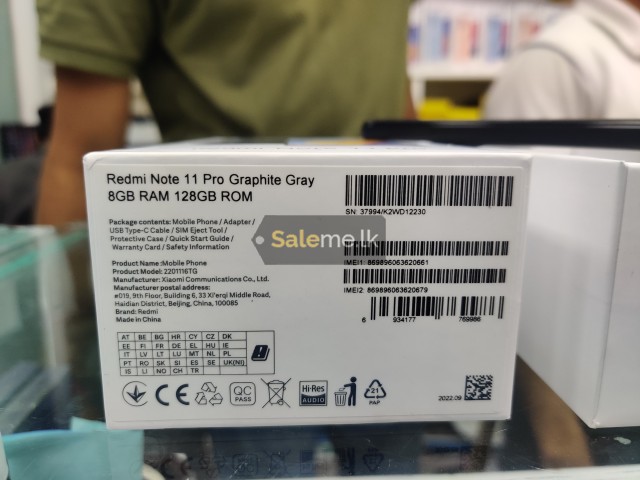 Redmi Note 11 Pro Graphite Gray
8GB RAM 128GB ROM
SN: 37994/K2WD12230
Package contents: Mobile Phone / Adapter /
USB Type-C Cable / SIM Eject Tool /
Protective Case / Quick Start Guide /
Warranty Card / Safety Information
Saleme.lk
IMEI1: 869896063620661
IMEI2: 869896063620679
6 934177 769986
Product Name: Mobile Phone
Product Model: 2201116TG
Manufacturer: Xiaomi Communications Co., Ltd.
Manufacturer postal address:
#019, 9th Floor, Building 6, 33 Xi'erqi Middle Road,
Haidian District, Beijing, China, 100085
Brand: Redmi
Made in China
AT BE BG HR CY CZ DK
EE FI FR DE EL HU IE
IT LV LT LU MT NL PL
PT RO SK SI ES SE UK(NI)
IS LI NO CH TR
CE
QC
PASS
Hi-Res
AUDIO
21
PAP
2022.09